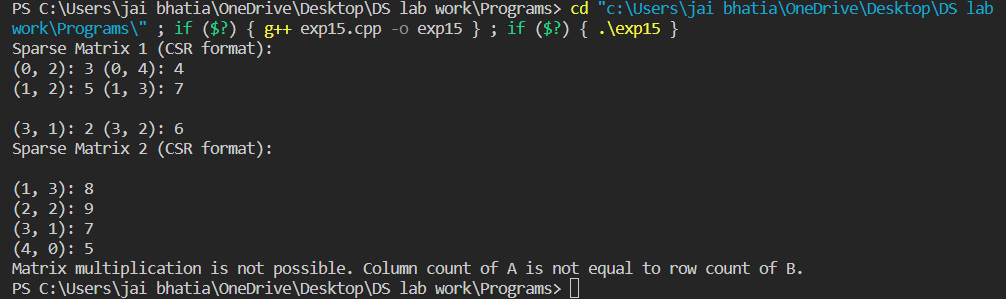 PS C:\Users\jai bhatia\OneDrive\Desktop\DS lab work\Programs> cd "c:\Users\jai bhatia\OneDrive\Desktop\DS lab
work\Programs\" ; if ($?) { g++ exp15.cpp -o exp15 } ; if ($?) { .\exp15 }
Sparse Matrix 1 (CSR format):
(0, 2): 3 (0, 4): 4
(1, 2): 5 (1, 3): 7
(3, 1): 2 (3, 2): 6
Sparse Matrix 2 (CSR format):
(1, 3): 8
(2, 2): 9
(3, 1): 7
(4, 0): 5
Matrix multiplication is not possible. Column count of A is not equal to row count of B.
PS C:\Users\jai bhatia\OneDrive\Desktop\DS lab work\Programs>